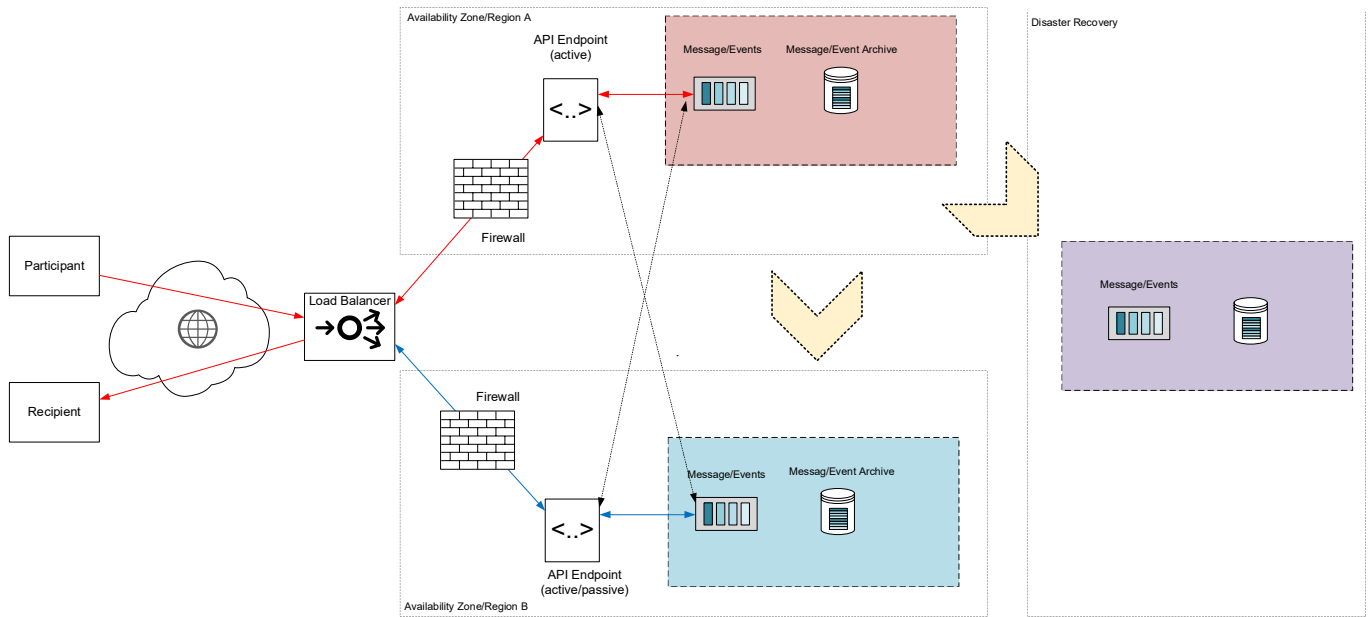 Availability Zone/Region A
Disaster Recovery
API Endpoint
(active)
Message/Events
Message/Event Archive
<..>
Firewall
Participant
Load Balancer
Message/Events
Recipient
Firewall
Message/Events
Messag/Event Archive
<..>
API Endpoint
(active/passive)
Availability Zone/Region B